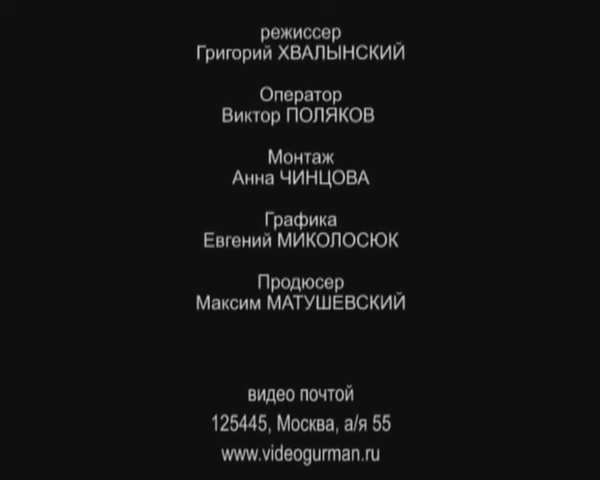 режиссер
Григорий ХВАЛЫНСКИЙ
Оператор
Виктор ПОЛЯКОВ
Монтаж
Анна ЧИНЦОВА
Графика
Евгений МИКОЛОСЮК
Продюсер
Максим МАТУШЕВСКИЙ
видео почтой
125445, Москва, а/я 55
www.videogurman.ru